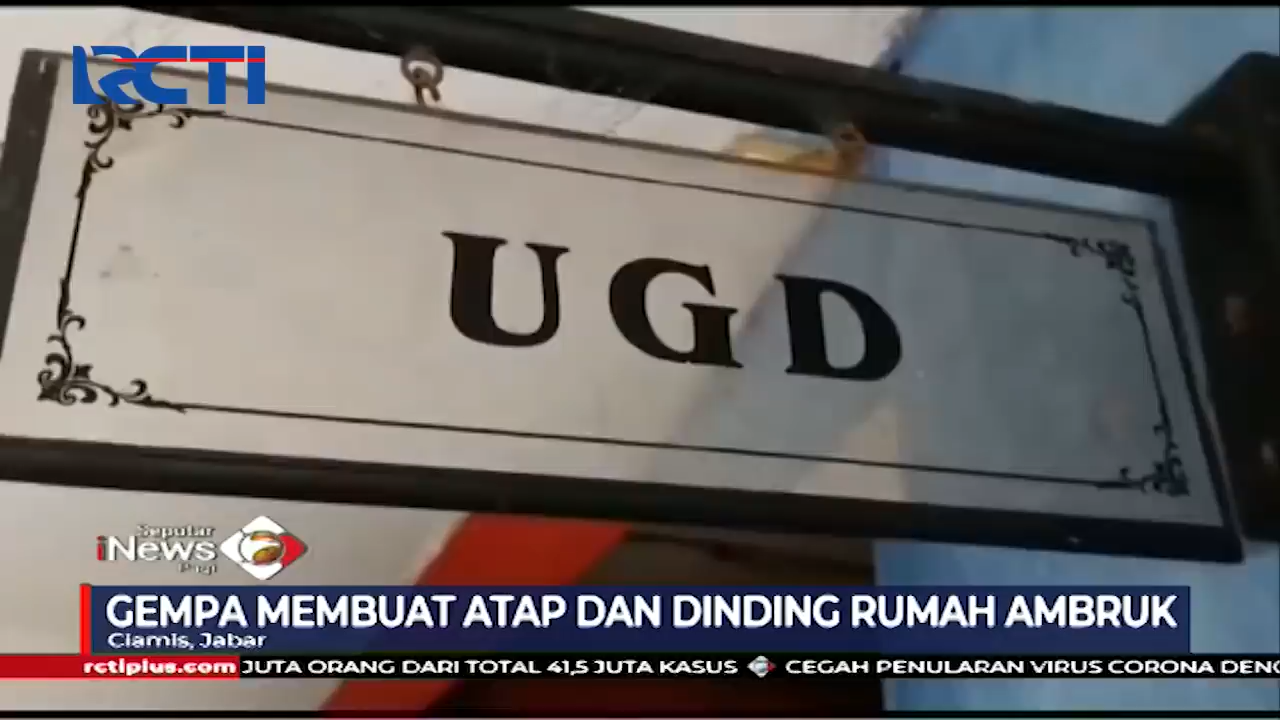 RCTI
UGD
Seputar
iNews
Pagi
GEMPA MEMBUAT ATAP DAN DINDING RUMAH AMBRUK
Ciamis, Jabar
rctiplus.com JUTA ORANG DARI TOTAL 41,5 JUTA KASUS CEGAH PENULARAN VIRUS CORONA DENG